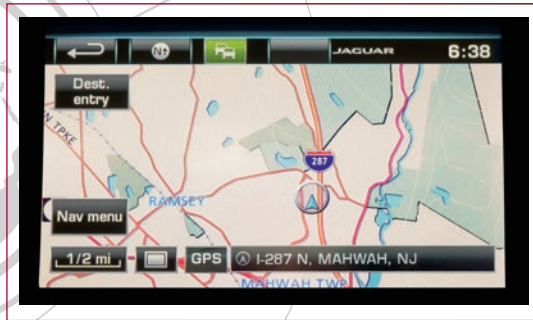 JAGUAR
6:38
Dest.
entry
N TPKE
287
RAMSEY
Nav menu
1/2 mi
GPS
I-287 N, MAHWAH, NJ
MAHWAH TWP